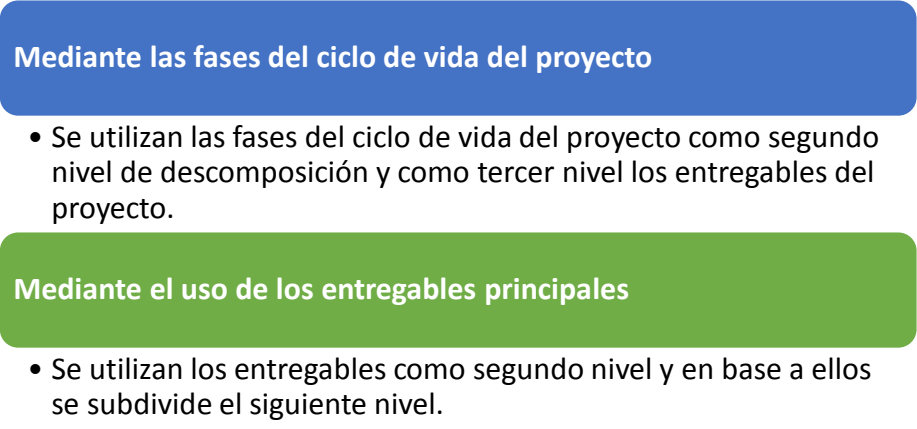 Mediante las fases del ciclo de vida del proyecto
• Se utilizan las fases del ciclo de vida del proyecto como segundo
nivel de descomposición y como tercer nivel los entregables del
proyecto.
Mediante el uso de los entregables principales
• Se utilizan los entregables como segundo nivel y en base a ellos
se subdivide el siguiente nivel.